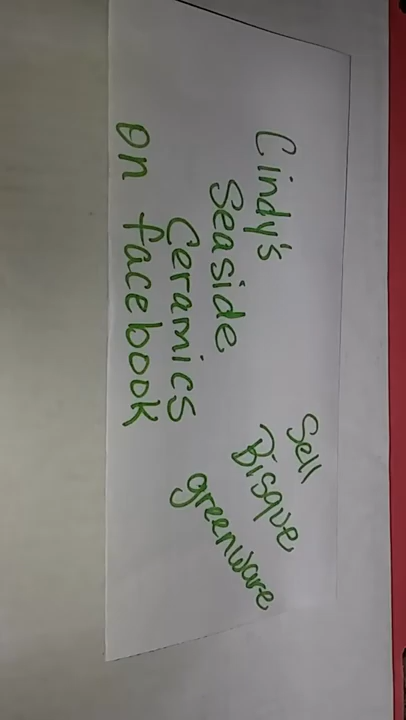 Cindy's
Seaside
Ceramics
on facebook
Sell
Bisque
greenware